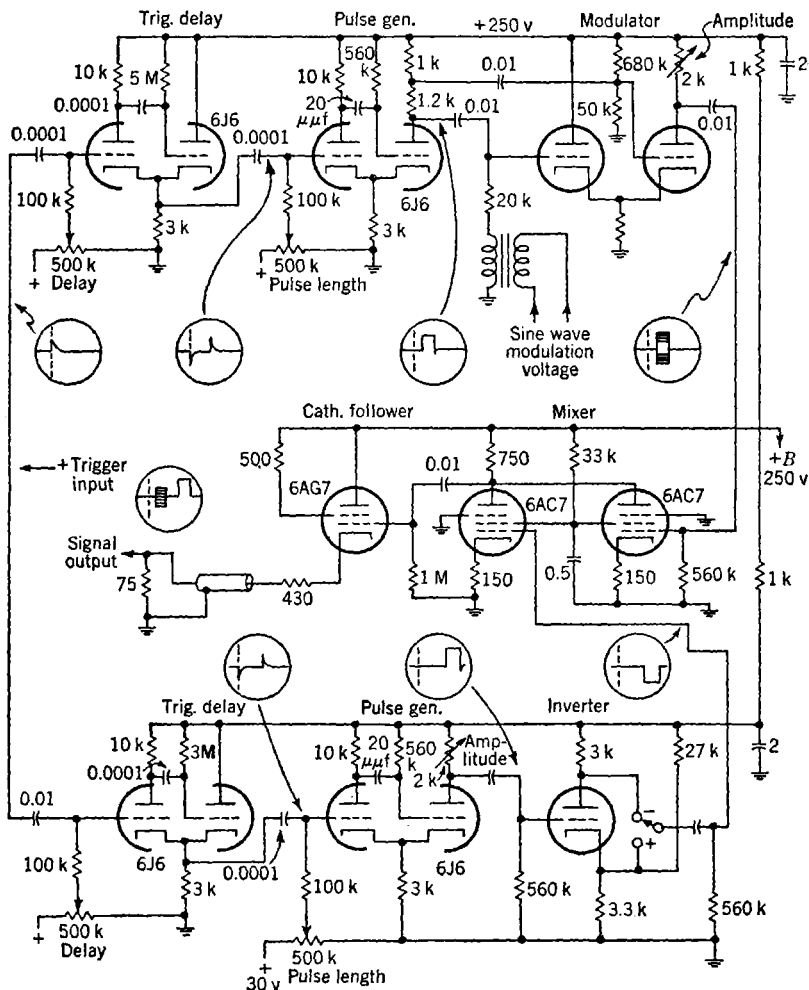 Trig. delay
Pulse gen.
+250 v
Modulator
Amplitude
10 k
5 M
0.0001
0.0001
6J6
100 k
3 k
+
500 k
Delay
10 k
560
k
20
μμf
1 k
1.2 k
0.01
0.01
0.0001
6J6
100 k
3 k
+
500 k
Pulse length
680 k
50 k
2 k
0.01
20 k
1 k
2
Sine wave
modulation
voltage
Cath. follower
Mixer
+B
250 v
500
6AG7
0.01
750
33 k
6AC7
6AC7
+ Trigger
input
Signal
output
75
430
1 M
150
0.5
150
560 k
1 k
Trig. delay
Pulse gen.
Inverter
10 k
3M
0.0001
0.01
6J6
100 k
3 k
0.0001
+
500 k
Delay
10 k
20
μμf
560
k
Amp-
litude
2 k
6J6
100 k
3 k
+
30 v
500 k
Pulse length
560 k
3 k
27 k
−
+
3.3 k
560 k
2